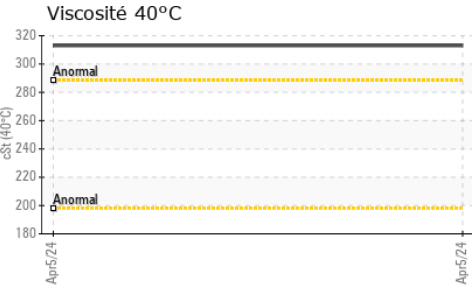 Viscosité 40°C
320
300
Anormal
280
260
cSt (40°C)
240
220
Anormal
200
180
Apr5/24
Apr5/24